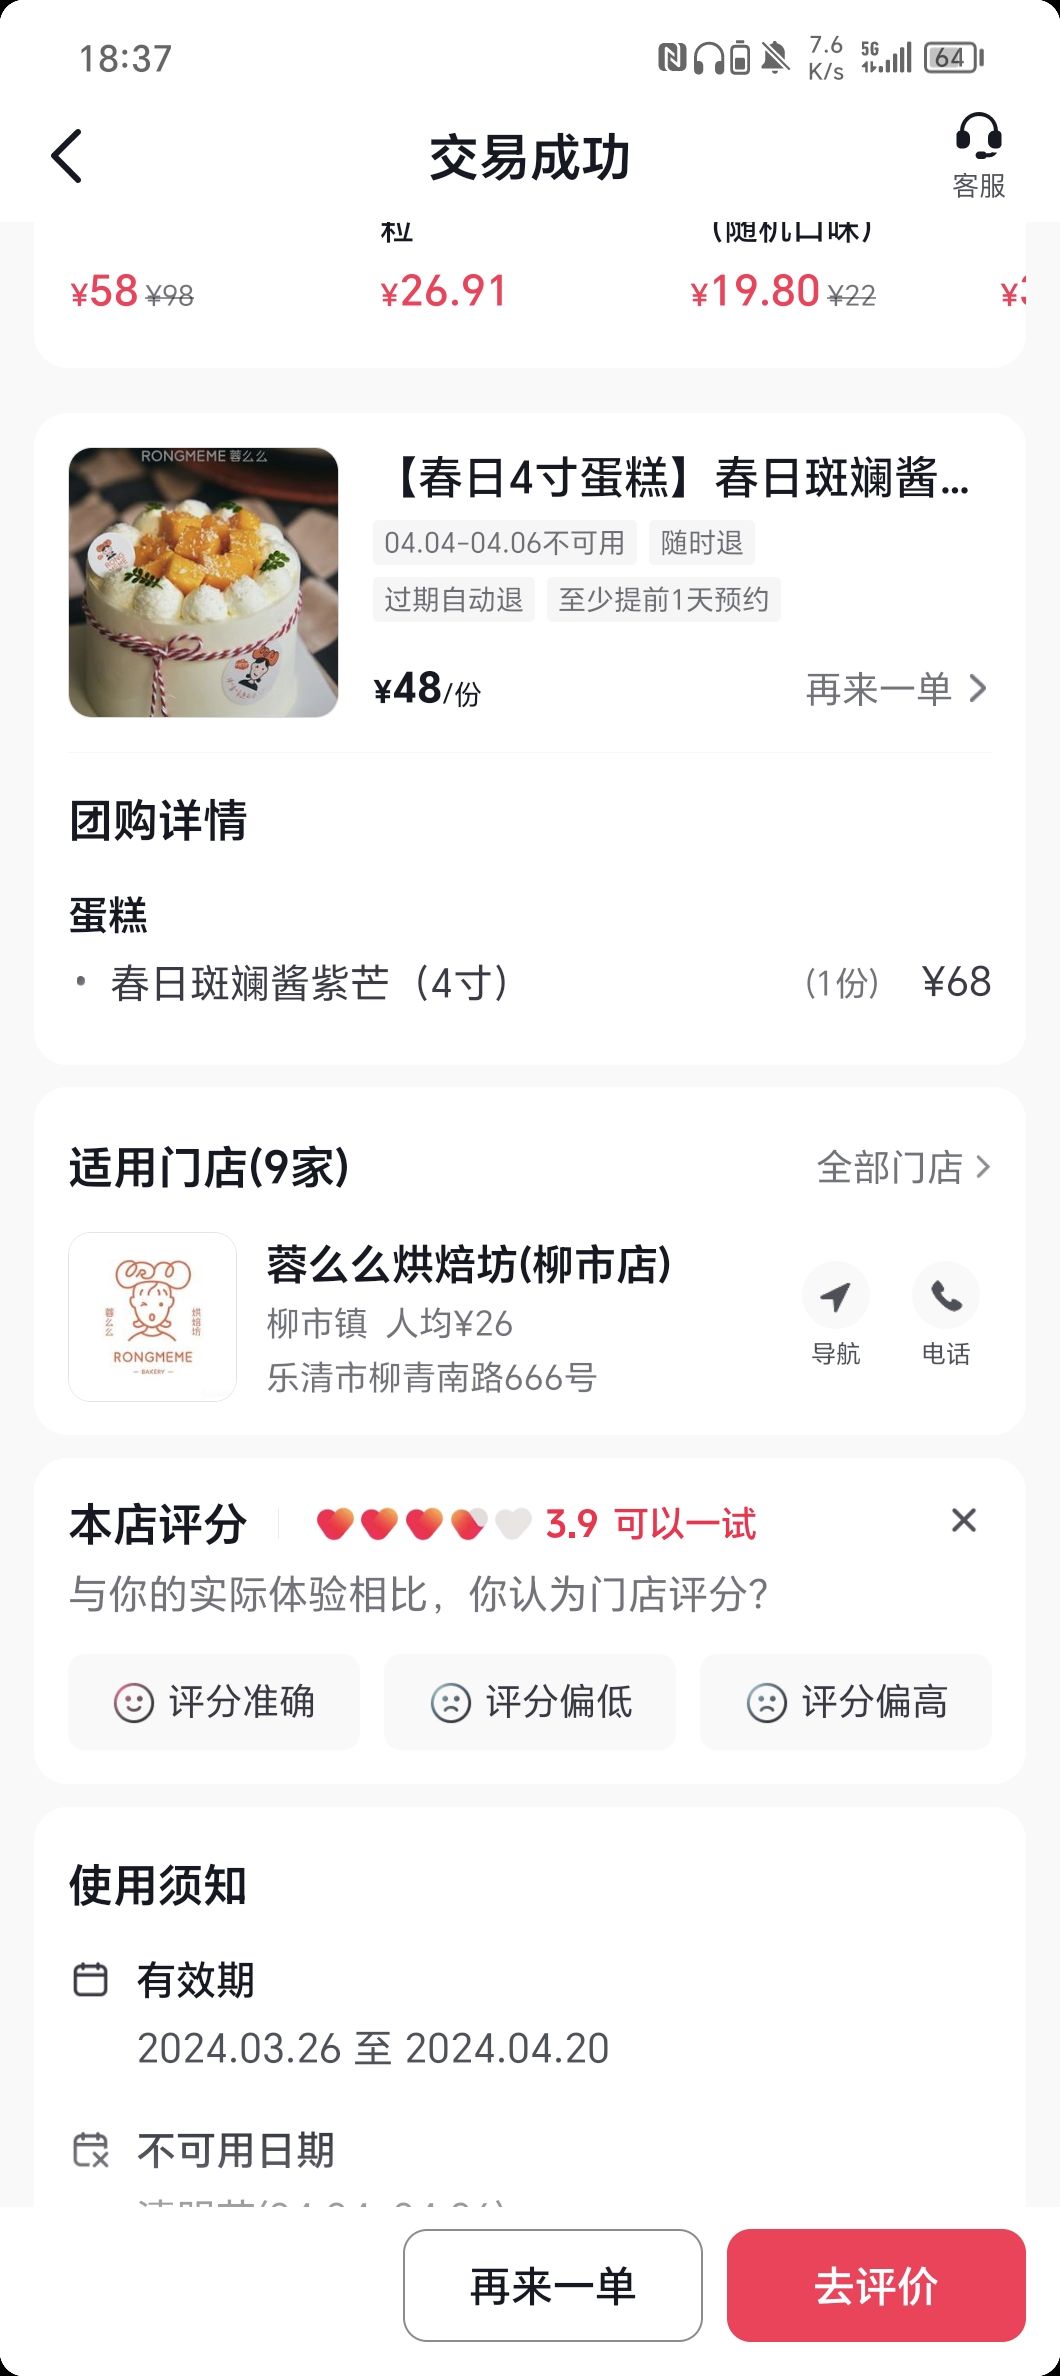 18:37
7.6
K/s
5G
64
交易成功
客服
粒
(随机口味)
¥58 ¥98
¥26.91
¥19.80 ¥22
RONGMEME 蓉么么
【春日4寸蛋糕】春日斑斓酱...
04.04-04.06不可用
随时退
过期自动退
至少提前1天预约
¥48/份
再来一单
团购详情
蛋糕
· 春日斑斓酱紫芒（4寸）
(1份)
¥68
适用门店(9家)
全部门店
蓉么么
烘焙坊
RONGMEME
BAKERY
蓉么么烘焙坊(柳市店)
柳市镇 人均¥26
乐清市柳青南路666号
导航
电话
本店评分
3.9 可以一试
与你的实际体验相比，你认为门店评分?
评分准确
评分偏低
评分偏高
使用须知
有效期
2024.03.26 至 2024.04.20
不可用日期
再来一单
去评价